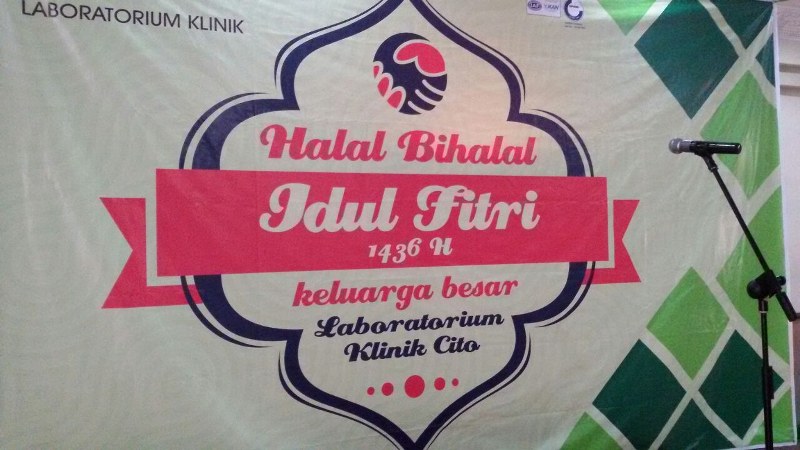 LABORATORIUM KLINIK
Halal Bihalal
Idul Fitri
1436 H
keluarga besar
Laboratorium
Klinik Cito